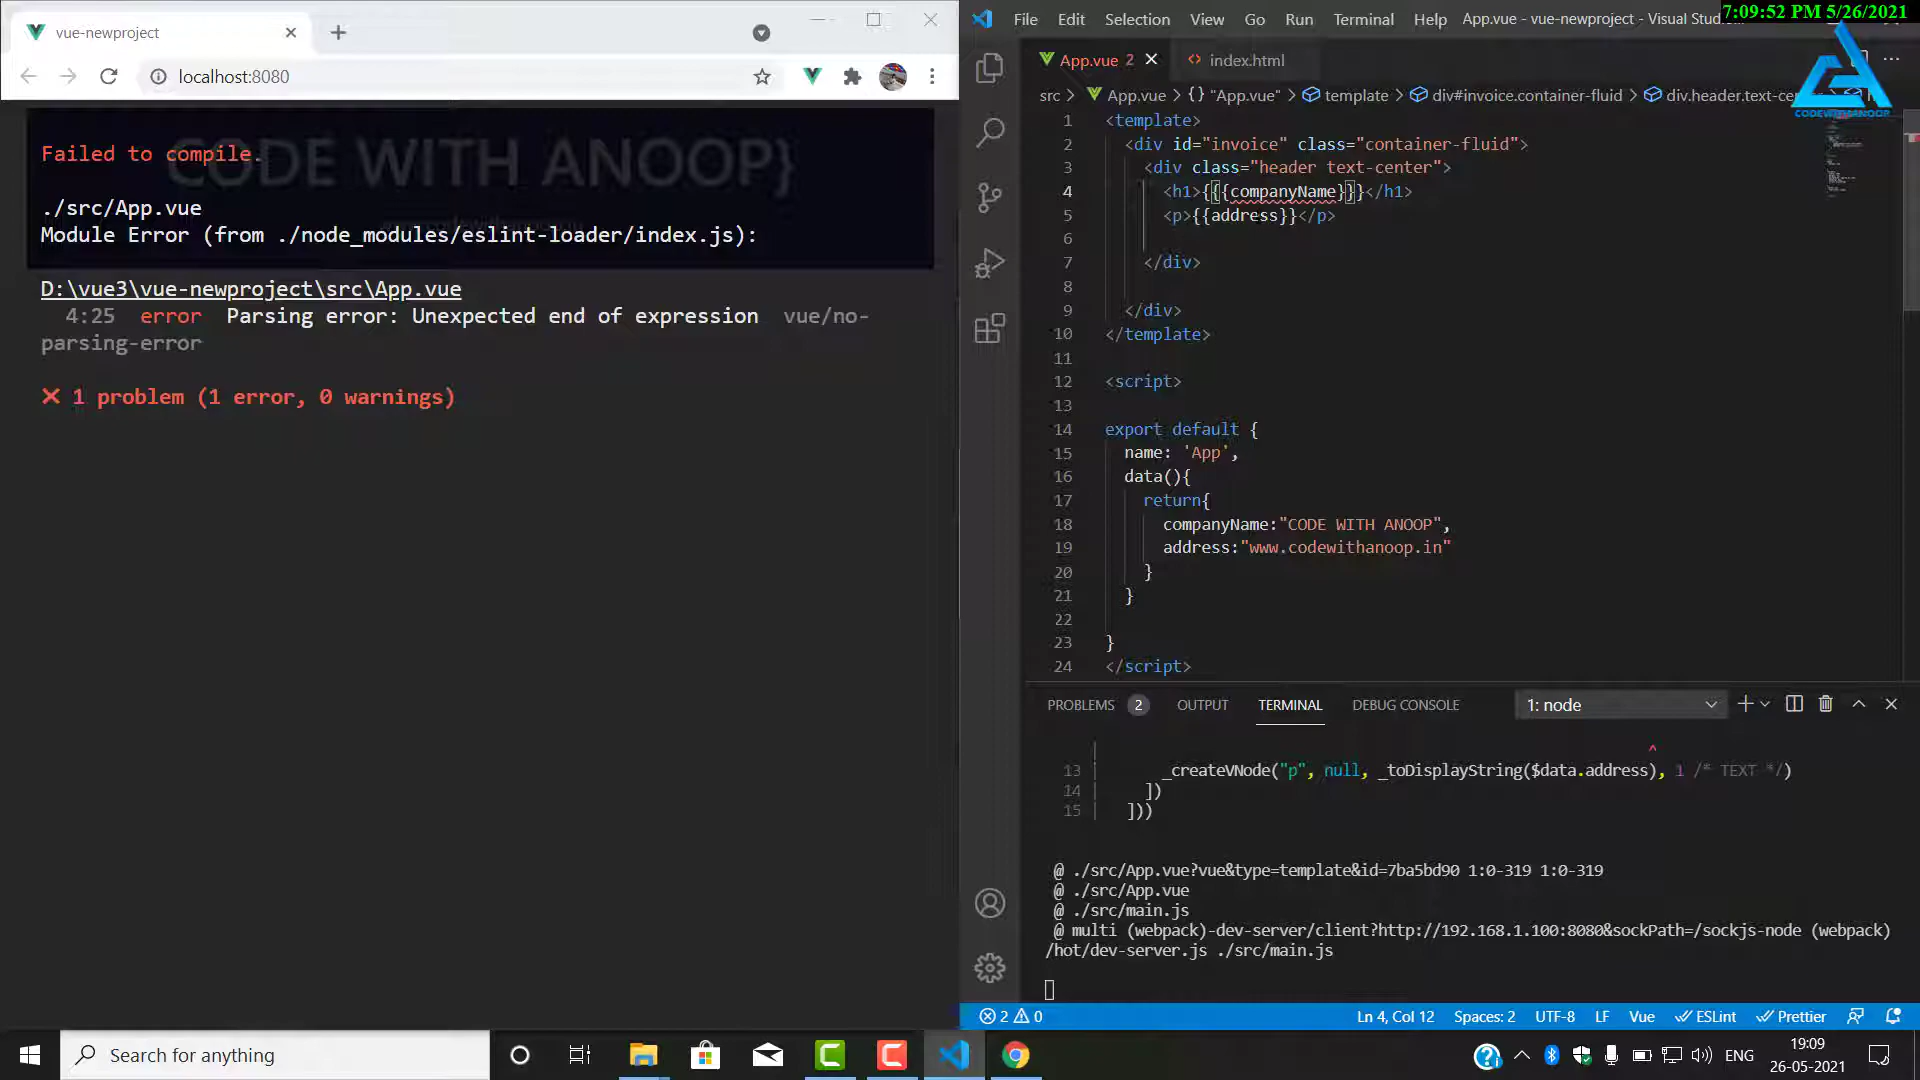 vue-newproject
localhost:8080
CODE WITH ANOOP}
Failed to compile.
./src/App.vue
Module Error (from ./node_modules/eslint-loader/index.js):
D:\vue3\vue-newproject\src\App.vue
4:25 error Parsing error: Unexpected end of expression vue/no-
parsing-error
✕ 1 problem (1 error, 0 warnings)
File Edit Selection View Go Run Terminal Help App.vue - vue-newproject - Visual Studi...
7:09:52 PM 5/26/2021
App.vue 2
index.html
CODEWITHANOOP
src > App.vue > {} "App.vue" > template > div#invoice.container-fluid > div.header.text-cen
1 <template>
2 <div id="invoice" class="container-fluid">
3 <div class="header text-center">
4 <h1>{{{companyName}}}</h1>
5 <p>{{address}}</p>
6
7 </div>
8
9 </div>
10 </template>
11
12 <script>
13
14 export default {
15 name: 'App',
16 data(){
17 return{
18 companyName:"CODE WITH ANOOP",
19 address:"www.codewithanoop.in"
20 }
21 }
22
23 }
24 </script>
PROBLEMS 2 OUTPUT TERMINAL DEBUG CONSOLE 1: node
^
13 | _createVNode("p", null, _toDisplayString($data.address), 1 /* TEXT */)
14 | ])
15 | ]))
@ ./src/App.vue?vue&type=template&id=7ba5bd90 1:0-319 1:0-319
@ ./src/App.vue
@ ./src/main.js
@ multi (webpack)-dev-server/client?http://192.168.1.100:8080&sockPath=/sockjs-node (webpack)
/hot/dev-server.js ./src/main.js
2 0 Ln 4, Col 12 Spaces: 2 UTF-8 LF Vue ESLint Prettier
Search for anything
ENG
19:09
26-05-2021